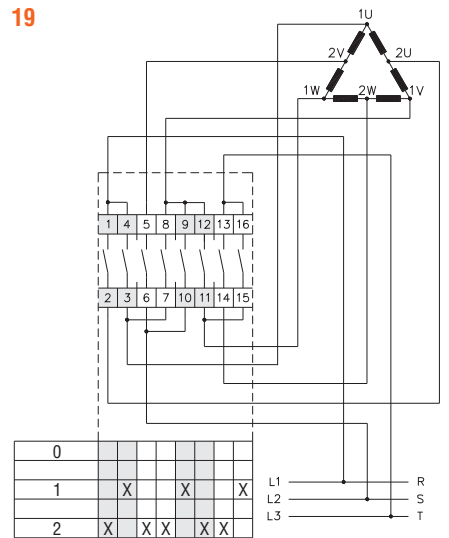 19
1U
2V 2U
1W 2W 1V
1 4 5 8 9 12 13 16
2 3 6 7 10 11 14 15
0
1 X X X
2 X X X X X
L1 R
L2 S
L3 T